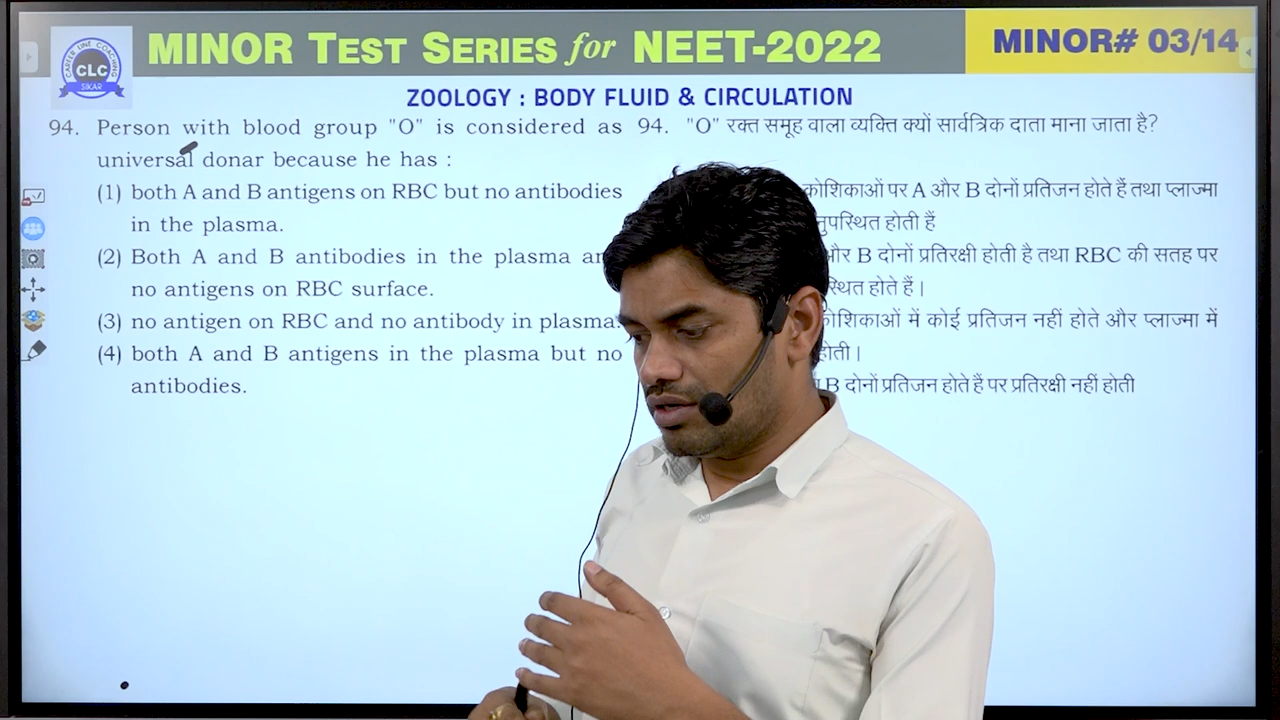 MINOR TEST SERIES for NEET-2022
MINOR# 03/14
CAREER LINE COACHING
CLC
SIKAR
ZOOLOGY : BODY FLUID & CIRCULATION
94. Person with blood group "O" is considered as
universal donar because he has :
(1) both A and B antigens on RBC but no antibodies
in the plasma.
(2) Both A and B antibodies in the plasma
no antigens on RBC surface.
(3) no antigen on RBC and no antibody in plasma.
(4) both A and B antigens in the plasma but no
antibodies.
94. "O" रक्त समूह वाला व्यक्ति क्यों सार्वत्रिक दाता माना जाता है?
पर A और B दोनों प्रतिजन होते हैं तथा प्लाज्मा
होती हैं
और B दोनों प्रतिरक्षी होती है तथा RBC की सतह पर
होते हैं।
में कोई प्रतिजन नहीं होते और प्लाज्मा में
होती।
B दोनों प्रतिजन होते हैं पर प्रतिरक्षी नहीं होती